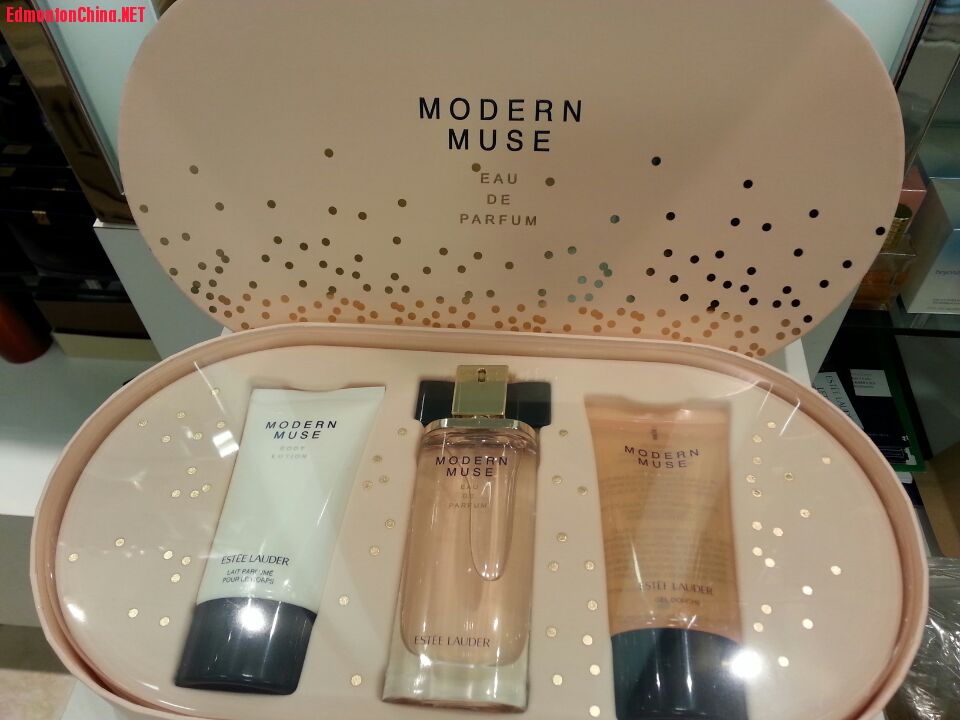 EdmontonChina.NET
MODERN
MUSE
EAU
DE
PARFUM
MODERN
MUSE
BODY
LOTION
ESTĒE LAUDER
LAIT PARFUMÉ
POUR LE CORPS
MODERN
MUSE
EAU
DE
PARFUM
ESTĒE LAUDER
MODERN
MUSE
ESTĒE LAUDER
GEL DOUCHE
beyond